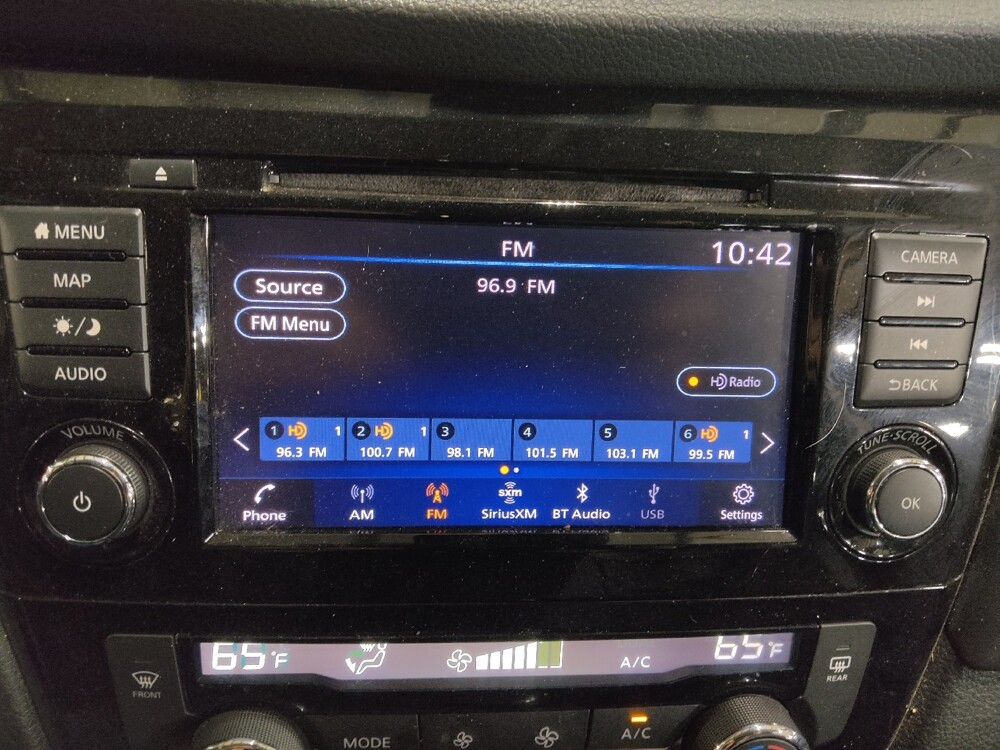 MENU
MAP
AUDIO
VOLUME
FM
10:42
Source
96.9 FM
FM Menu
HD Radio
1 HD 1
96.3 FM
2 HD 1
100.7 FM
3
98.1 FM
4
101.5 FM
5
103.1 FM
6 HD 1
99.5 FM
Phone
AM
FM
sxm
SiriusXM
BT Audio
USB
Settings
CAMERA
BACK
TUNE·SCROLL
OK
65°F
A/C
65°F
FRONT
REAR
MODE
A/C